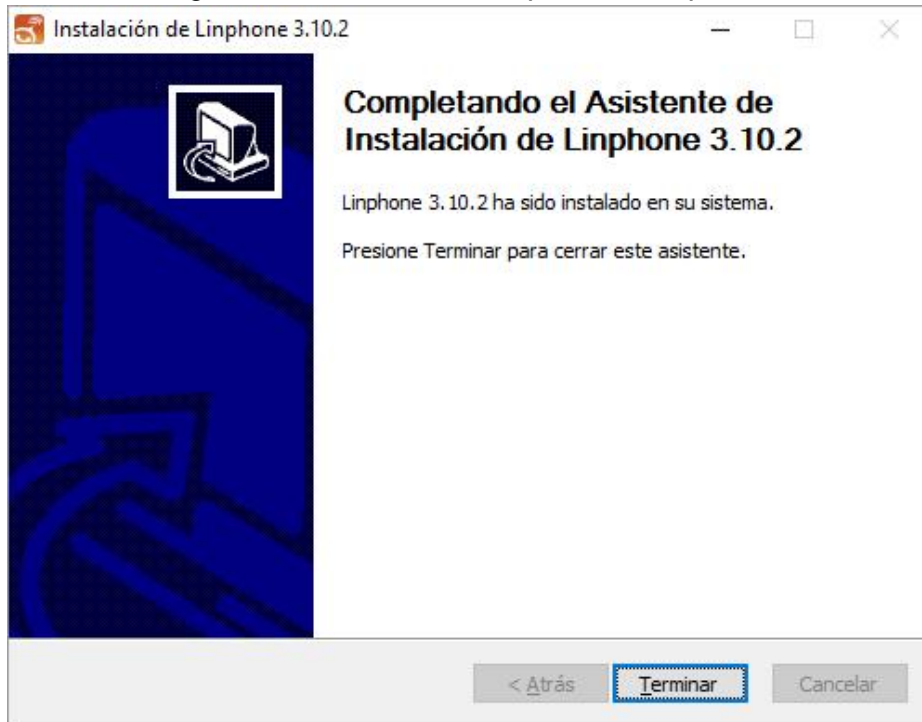 Instalación de Linphone 3.10.2
Completando el Asistente de
Instalación de Linphone 3.10.2
Linphone 3.10.2 ha sido instalado en su sistema.
Presione Terminar para cerrar este asistente.
< Atrás
Terminar
Cancelar